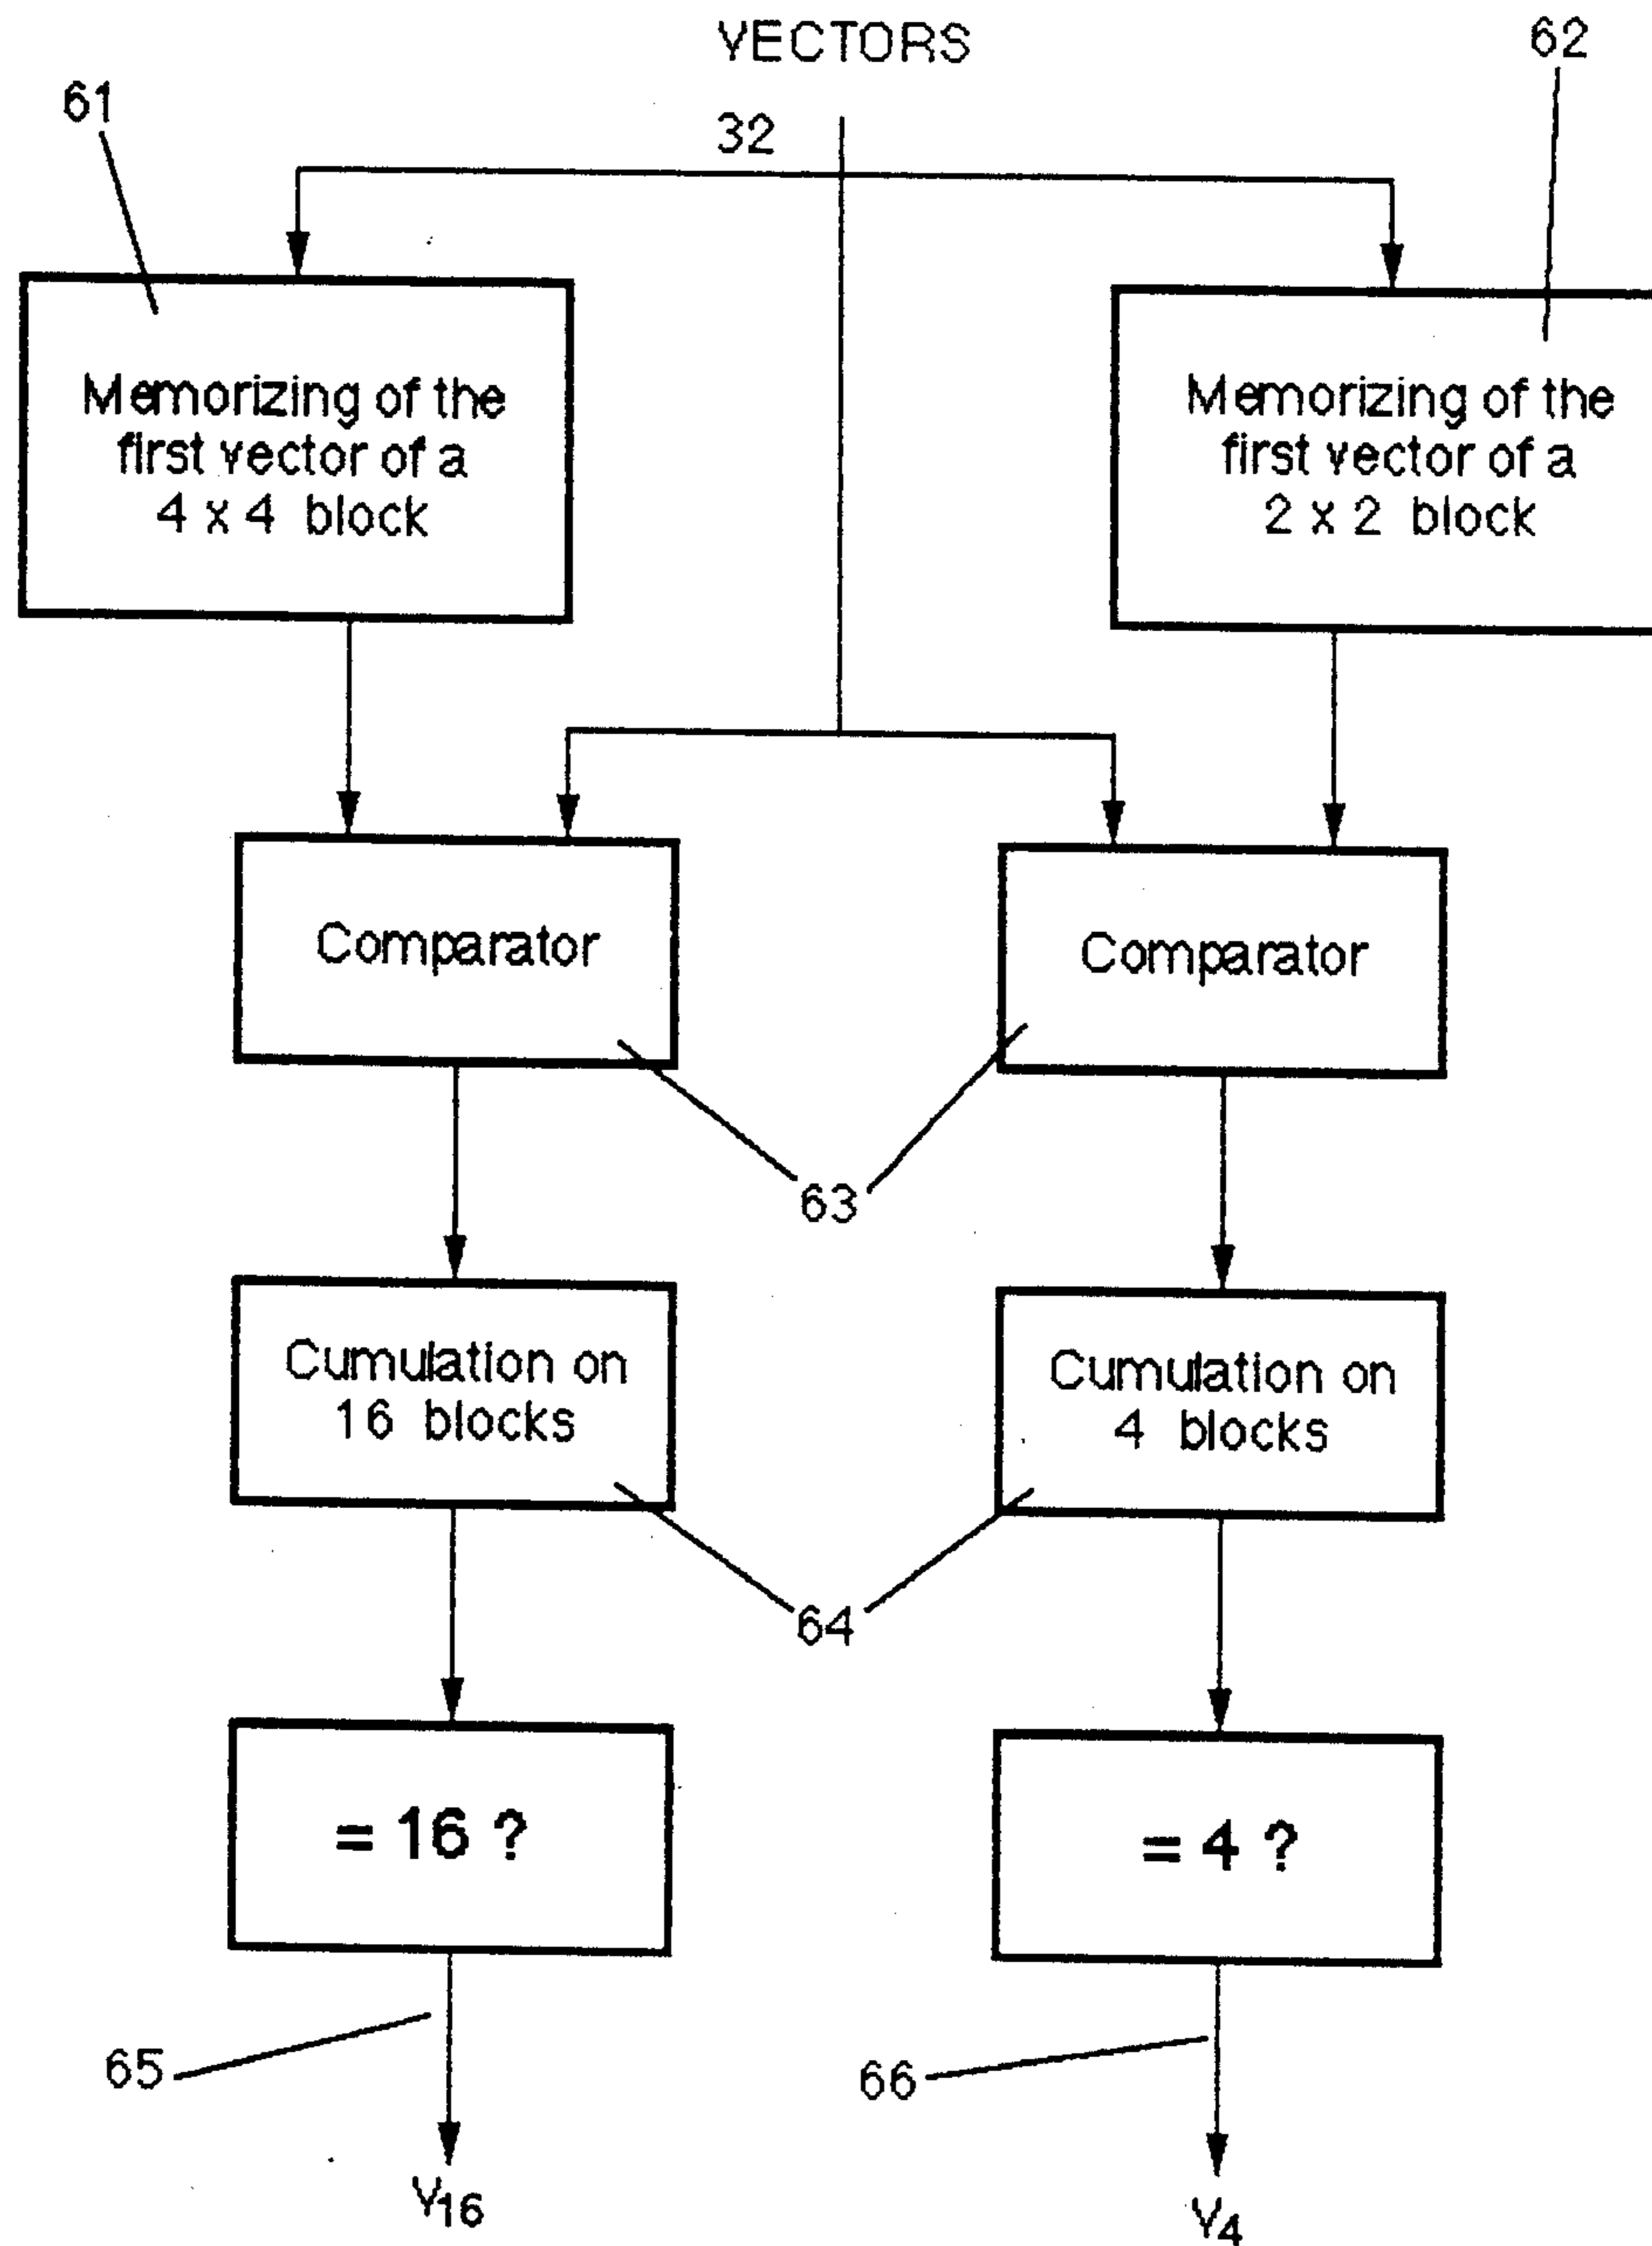 VECTORS
62
61
32
Memorizing of the
first vector of a
4 x 4 block
Memorizing of the
first vector of a
2 x 2 block
Comparator
Comparator
63
Cumulation on
16 blocks
Cumulation on
4 blocks
64
= 16 ?
= 4 ?
65
66
V16
V4